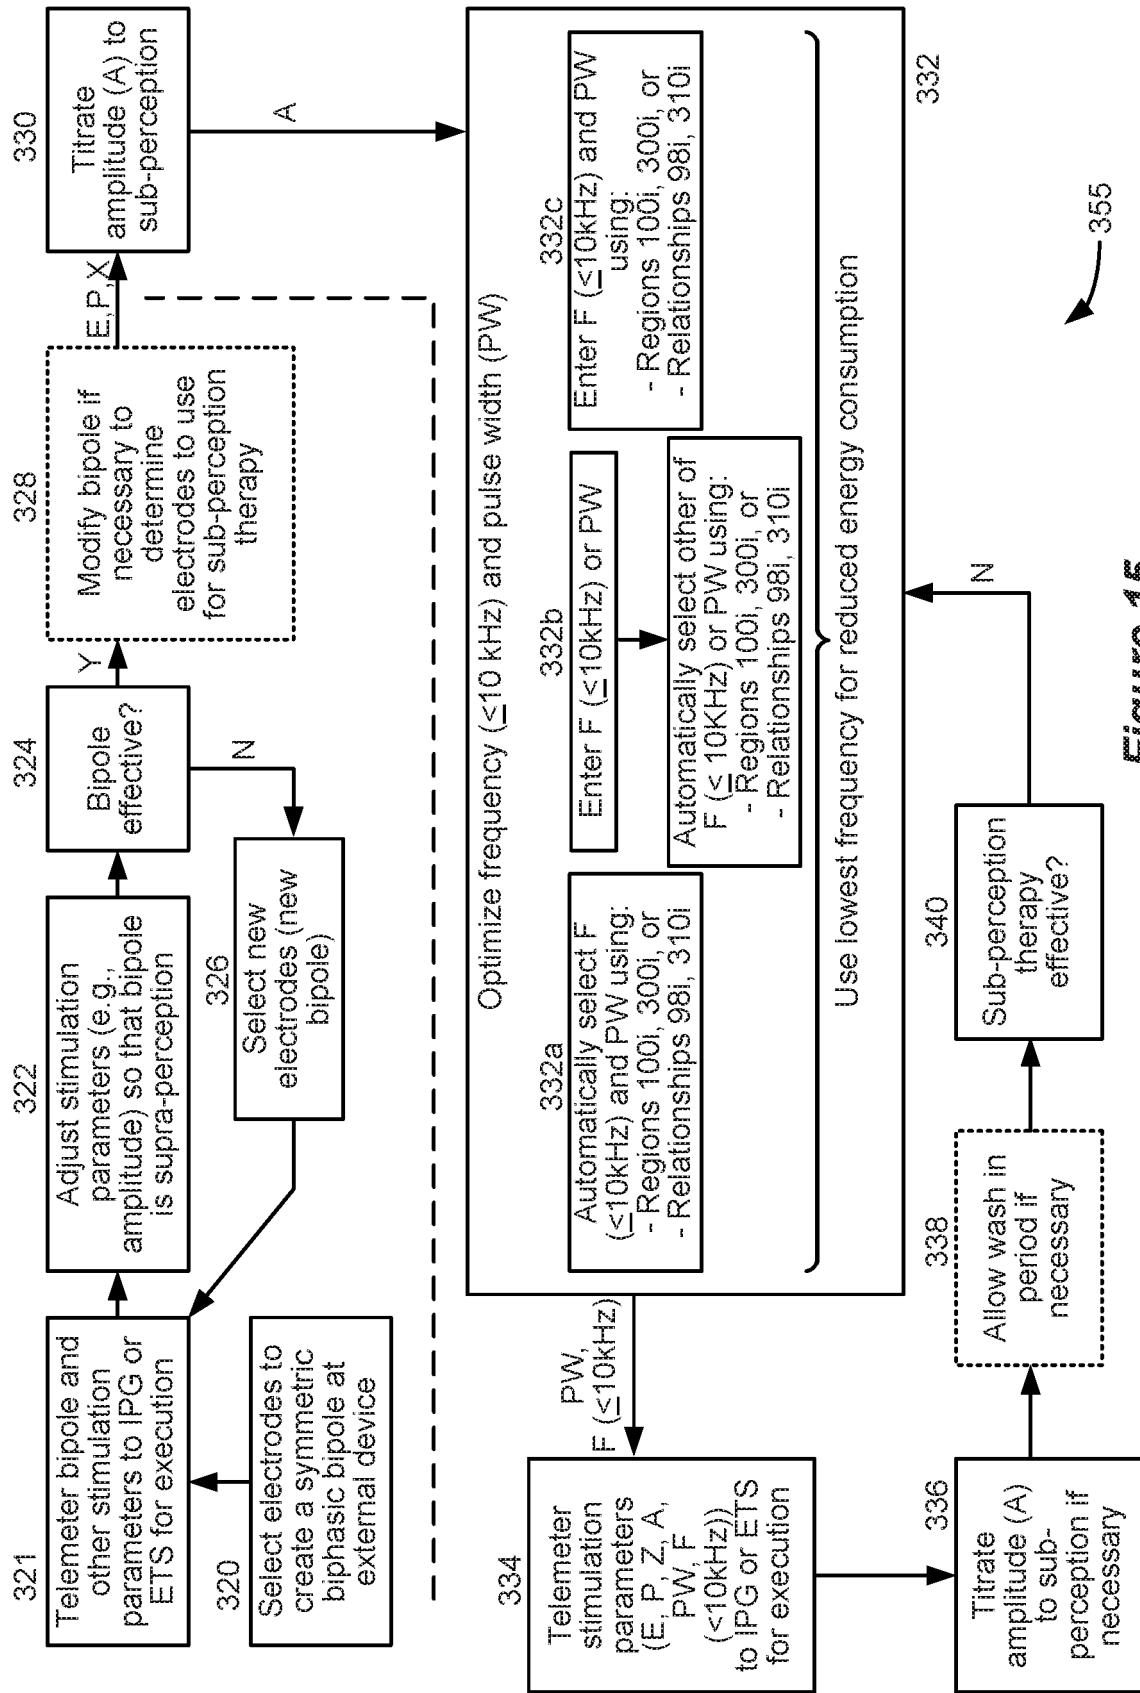 321
Telemeter bipole and
other stimulation
parameters to IPG or
ETS for execution
320
Select electrodes to
create a symmetric
biphasic bipole at
external device
322
Adjust stimulation
parameters (e.g.,
amplitude) so that bipole
is supra-perception
324
Bipole
effective?
Y
N
326
Select new
electrodes (new
bipole)
328
Modify bipole if
necessary to
determine
electrodes to use
for sub-perception
therapy
E,P,X
330
Titrate
amplitude (A) to
sub-perception
A
Optimize frequency (≤10 kHz) and pulse width (PW)
332a
Automatically select F
(≤10kHz) and PW using:
- Regions 100i, 300i, or
- Relationships 98i, 310i
332b
Enter F (≤10kHz) or PW
Automatically select other of
F (≤ 10KHz) or PW using:
- Regions 100i, 300i, or
- Relationships 98i, 310i
332c
Enter F (≤10kHz) and PW
using:
- Regions 100i, 300i, or
- Relationships 98i, 310i
Use lowest frequency for reduced energy consumption
332
PW,
F (≤10kHz)
334
Telemeter
stimulation
parameters
(E, P, Z, A,
PW, F
(<10kHz))
to IPG or ETS
for execution
336
Titrate
amplitude (A)
to sub-
perception if
necessary
338
Allow wash in
period if
necessary
340
Sub-perception
therapy
effective?
N
355
Figure 15